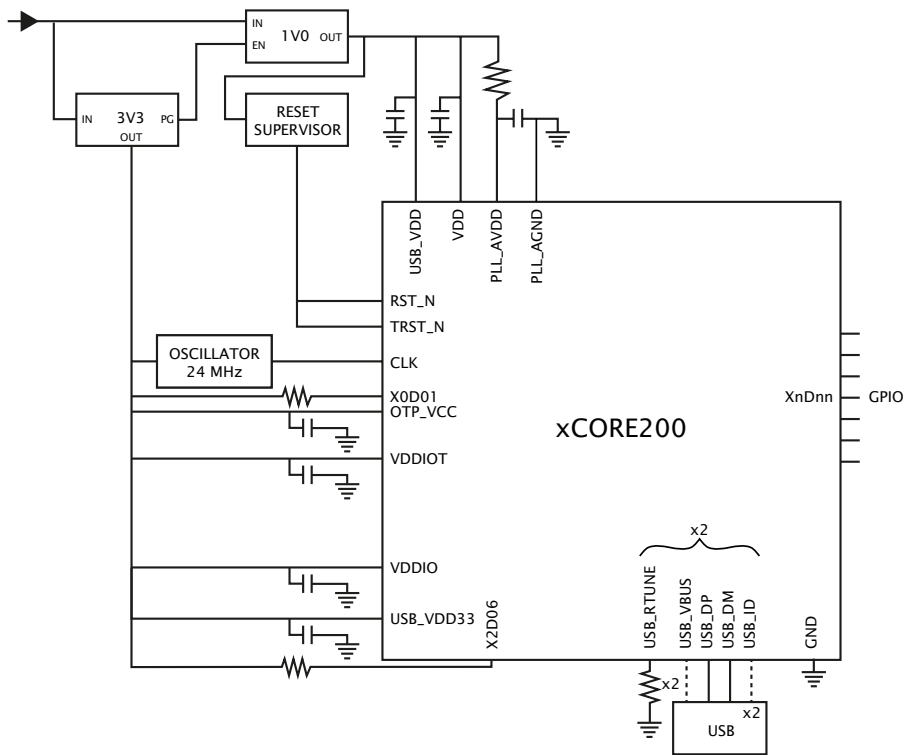 IN
1V0
OUT
EN
IN
3V3
PG
OUT
RESET
SUPERVISOR
USB_VDD
VDD
PLL_AVDD
PLL_AGND
RST_N
TRST_N
OSCILLATOR
24 MHz
CLK
X0D01
OTP_VCC
XnDnn
GPIO
xCORE200
VDDIOT
x2
VDDIO
USB_VDD33
X2D06
USB_RTUNE
USB_VBUS
USB_DP
USB_DM
USB_ID
GND
x2
x2
USB